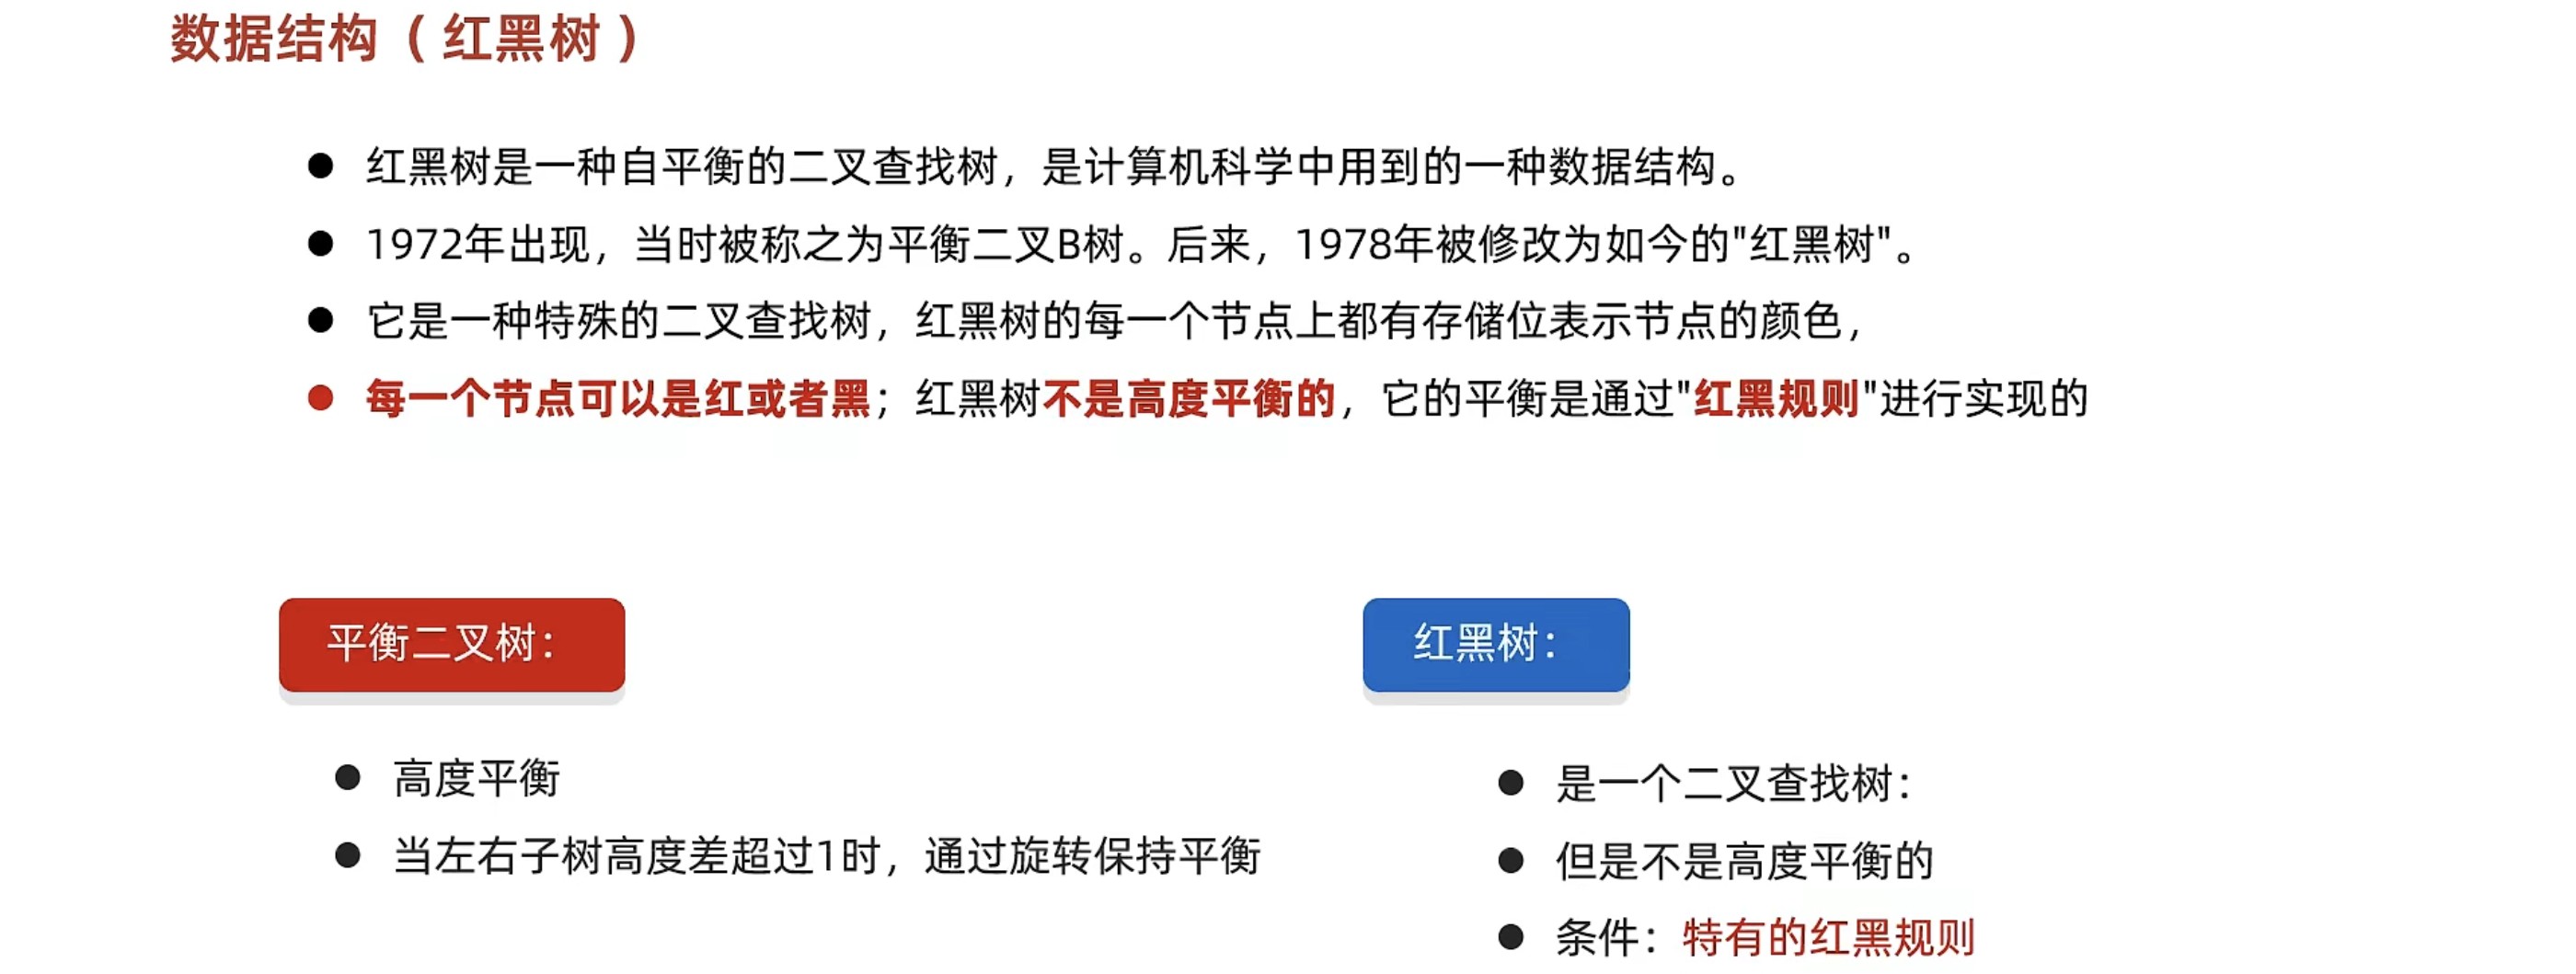 数据结构（红黑树）
● 红黑树是一种自平衡的二叉查找树，是计算机科学中用到的一种数据结构。
● 1972年出现，当时被称之为平衡二叉B树。后来，1978年被修改为如今的"红黑树"。
● 它是一种特殊的二叉查找树，红黑树的每一个节点上都有存储位表示节点的颜色，
● 每一个节点可以是红或者黑；红黑树不是高度平衡的，它的平衡是通过"红黑规则"进行实现的
平衡二叉树：
● 高度平衡
● 当左右子树高度差超过1时，通过旋转保持平衡
红黑树：
● 是一个二叉查找树：
● 但是不是高度平衡的
● 条件：特有的红黑规则